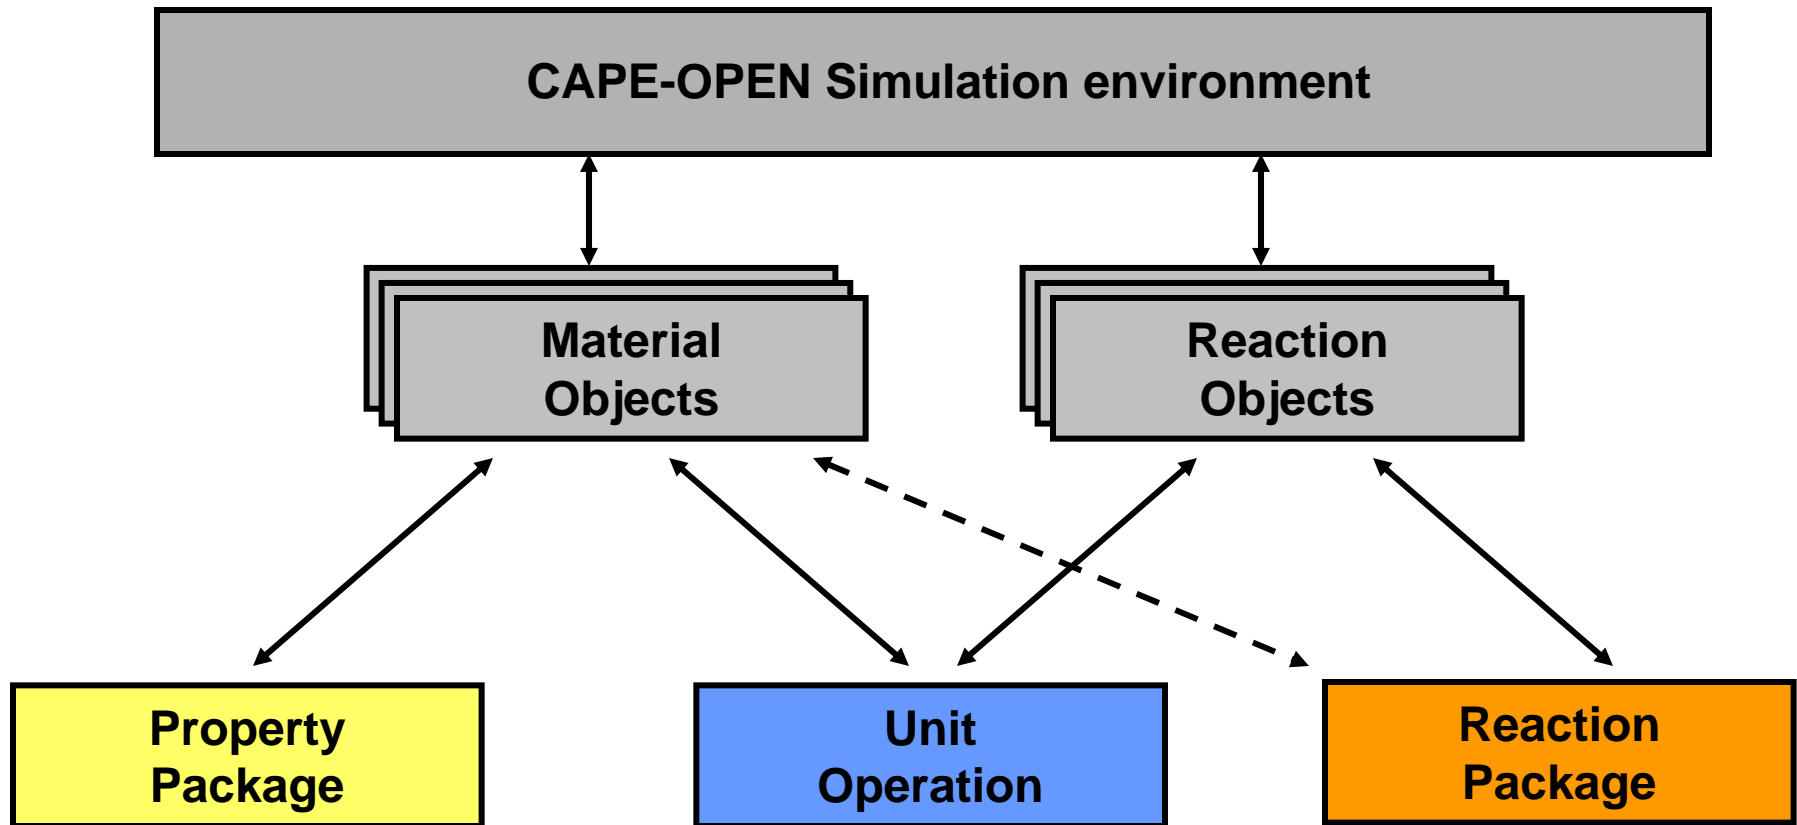 CAPE-OPEN Simulation environment
Material
Objects
Reaction
Objects
Property
Package
Unit
Operation
Reaction
Package